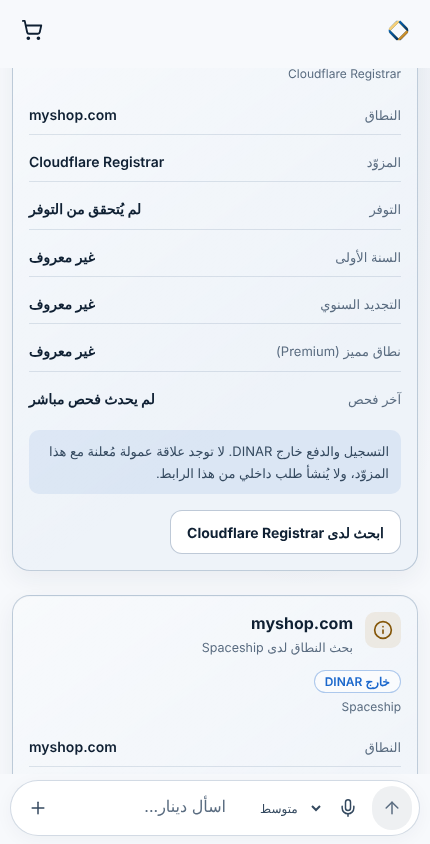 Cloudflare Registrar
النطاق myshop.com
المزوّد Cloudflare Registrar
التوفر لم يُتحقق من التوفر
السنة الأولى غير معروف
التجديد السنوي غير معروف
نطاق مميز (Premium) غير معروف
آخر فحص لم يحدث فحص مباشر
التسجيل والدفع خارج DINAR. لا توجد علاقة عمولة مُعلنة مع هذا
المزوّد، ولا يُنشأ طلب داخلي من هذا الرابط.
ابحث لدى Cloudflare Registrar
myshop.com
بحث النطاق لدى Spaceship
خارج DINAR
Spaceship
النطاق myshop.com
اسأل دينار... متوسط